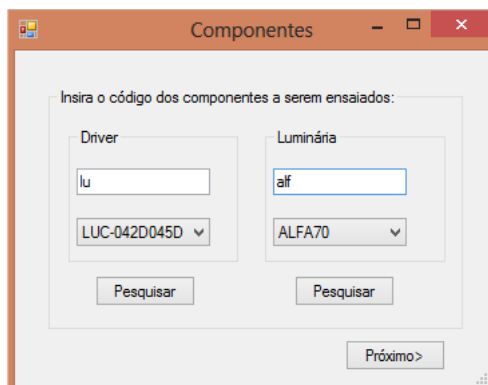 Componentes
Insira o código dos componentes a serem ensaiados:
Driver
Luminária
lu
alf
LUC-042D045D
ALFA70
Pesquisar
Pesquisar
Próximo>